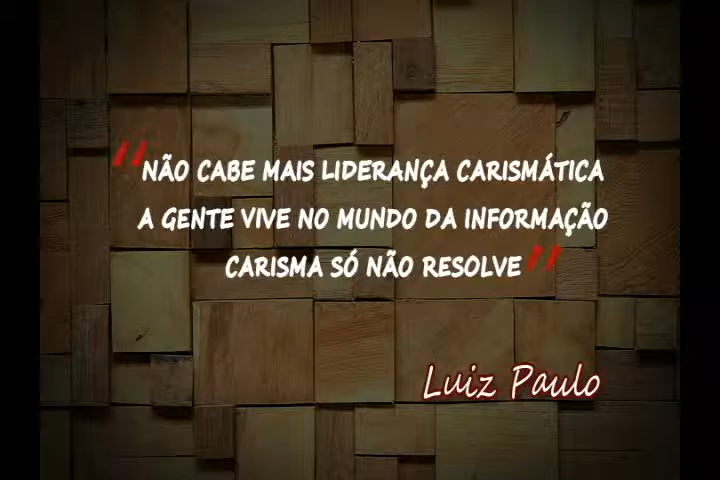 "NÃO CABE MAIS LIDERANÇA CARISMÁTICA
A GENTE VIVE NO MUNDO DA INFORMAÇÃO
CARISMA SÓ NÃO RESOLVE"
Luiz Paulo